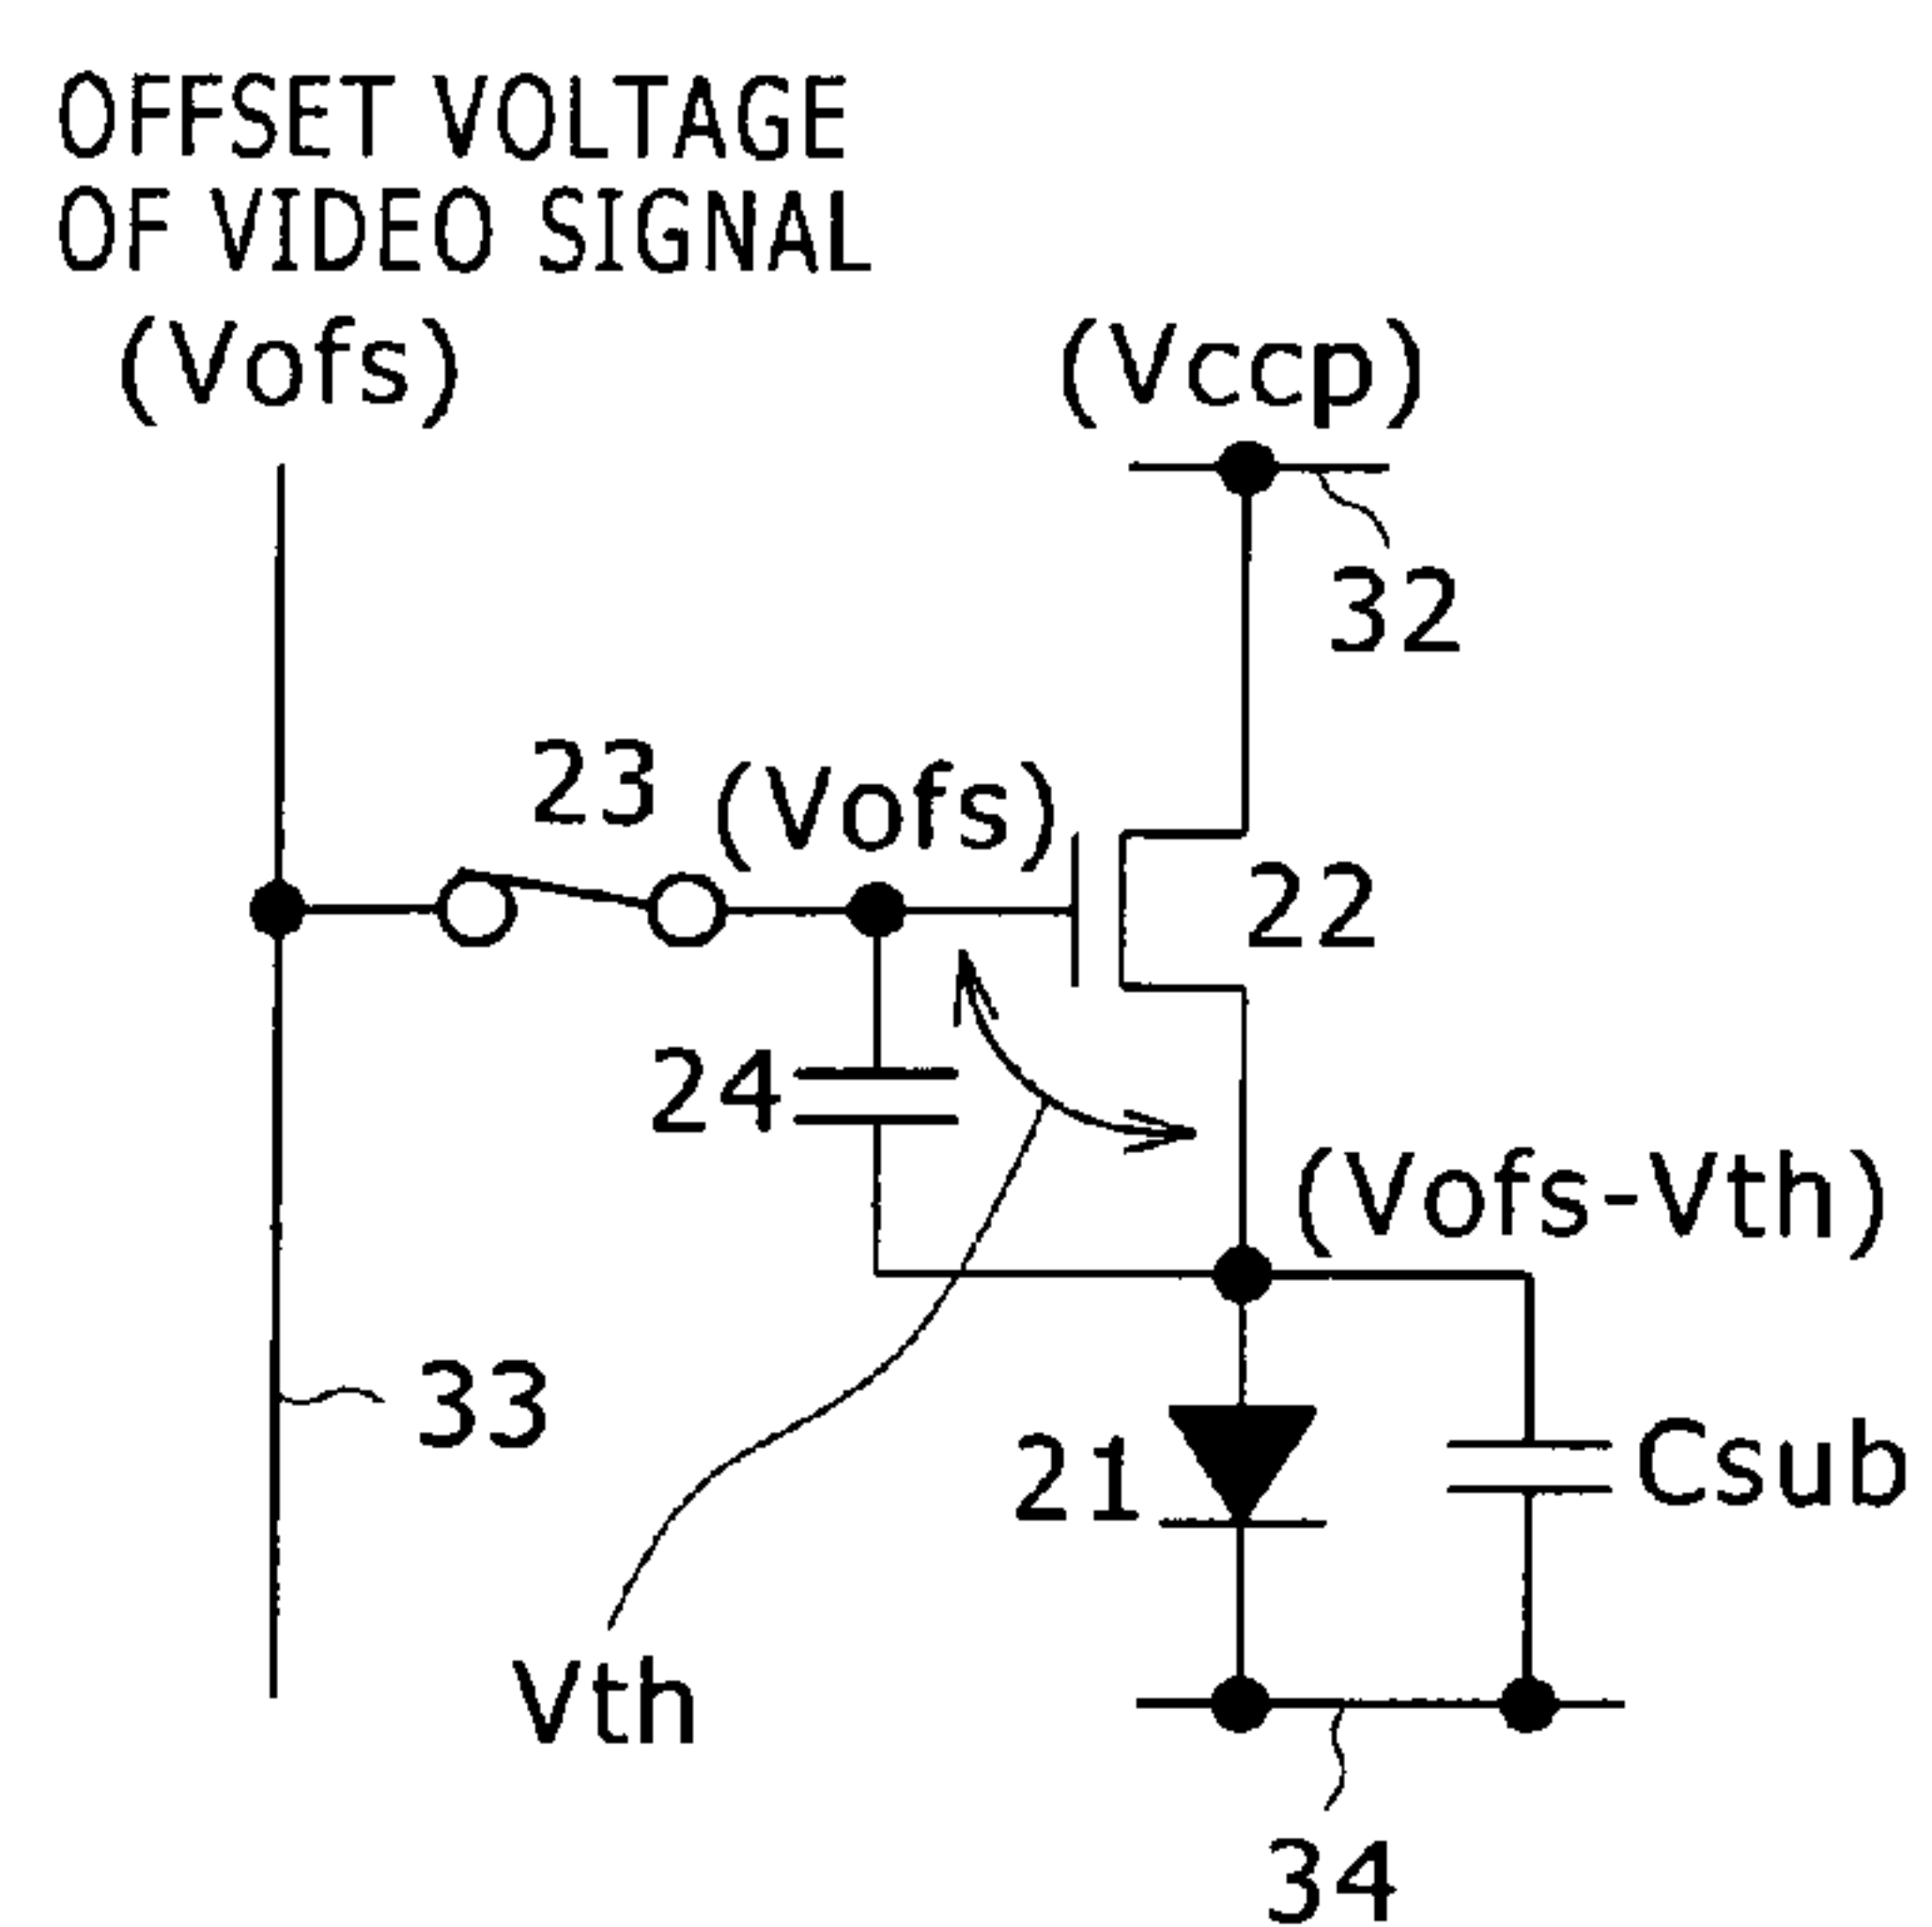 OFFSET VOLTAGE
OF VIDEO SIGNAL
(Vofs)
(Vccp)
32
23
(Vofs)
22
24
(Vofs-Vth)
33
21
Csub
Vth
34